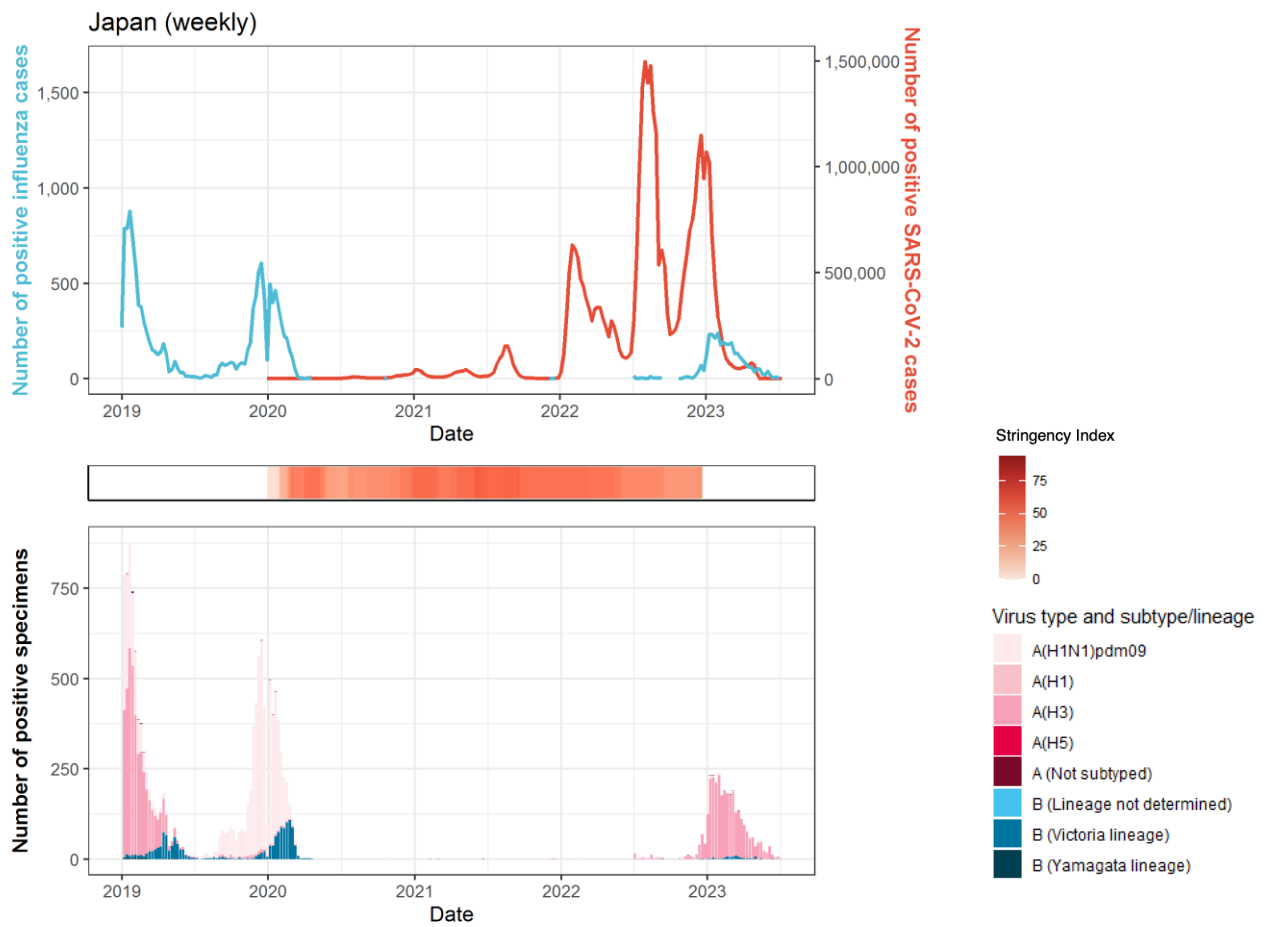 Japan (weekly)
Number of positive influenza cases
1,500
1,000
500
0
Number of positive SARS-CoV-2 cases
1,500,000
1,000,000
500,000
0
2019 2020 2021 2022 2023
Date
Stringency Index
75
50
25
0
Number of positive specimens
750
500
250
0
2019 2020 2021 2022 2023
Date
Virus type and subtype/lineage
A(H1N1)pdm09
A(H1)
A(H3)
A(H5)
A (Not subtyped)
B (Lineage not determined)
B (Victoria lineage)
B (Yamagata lineage)